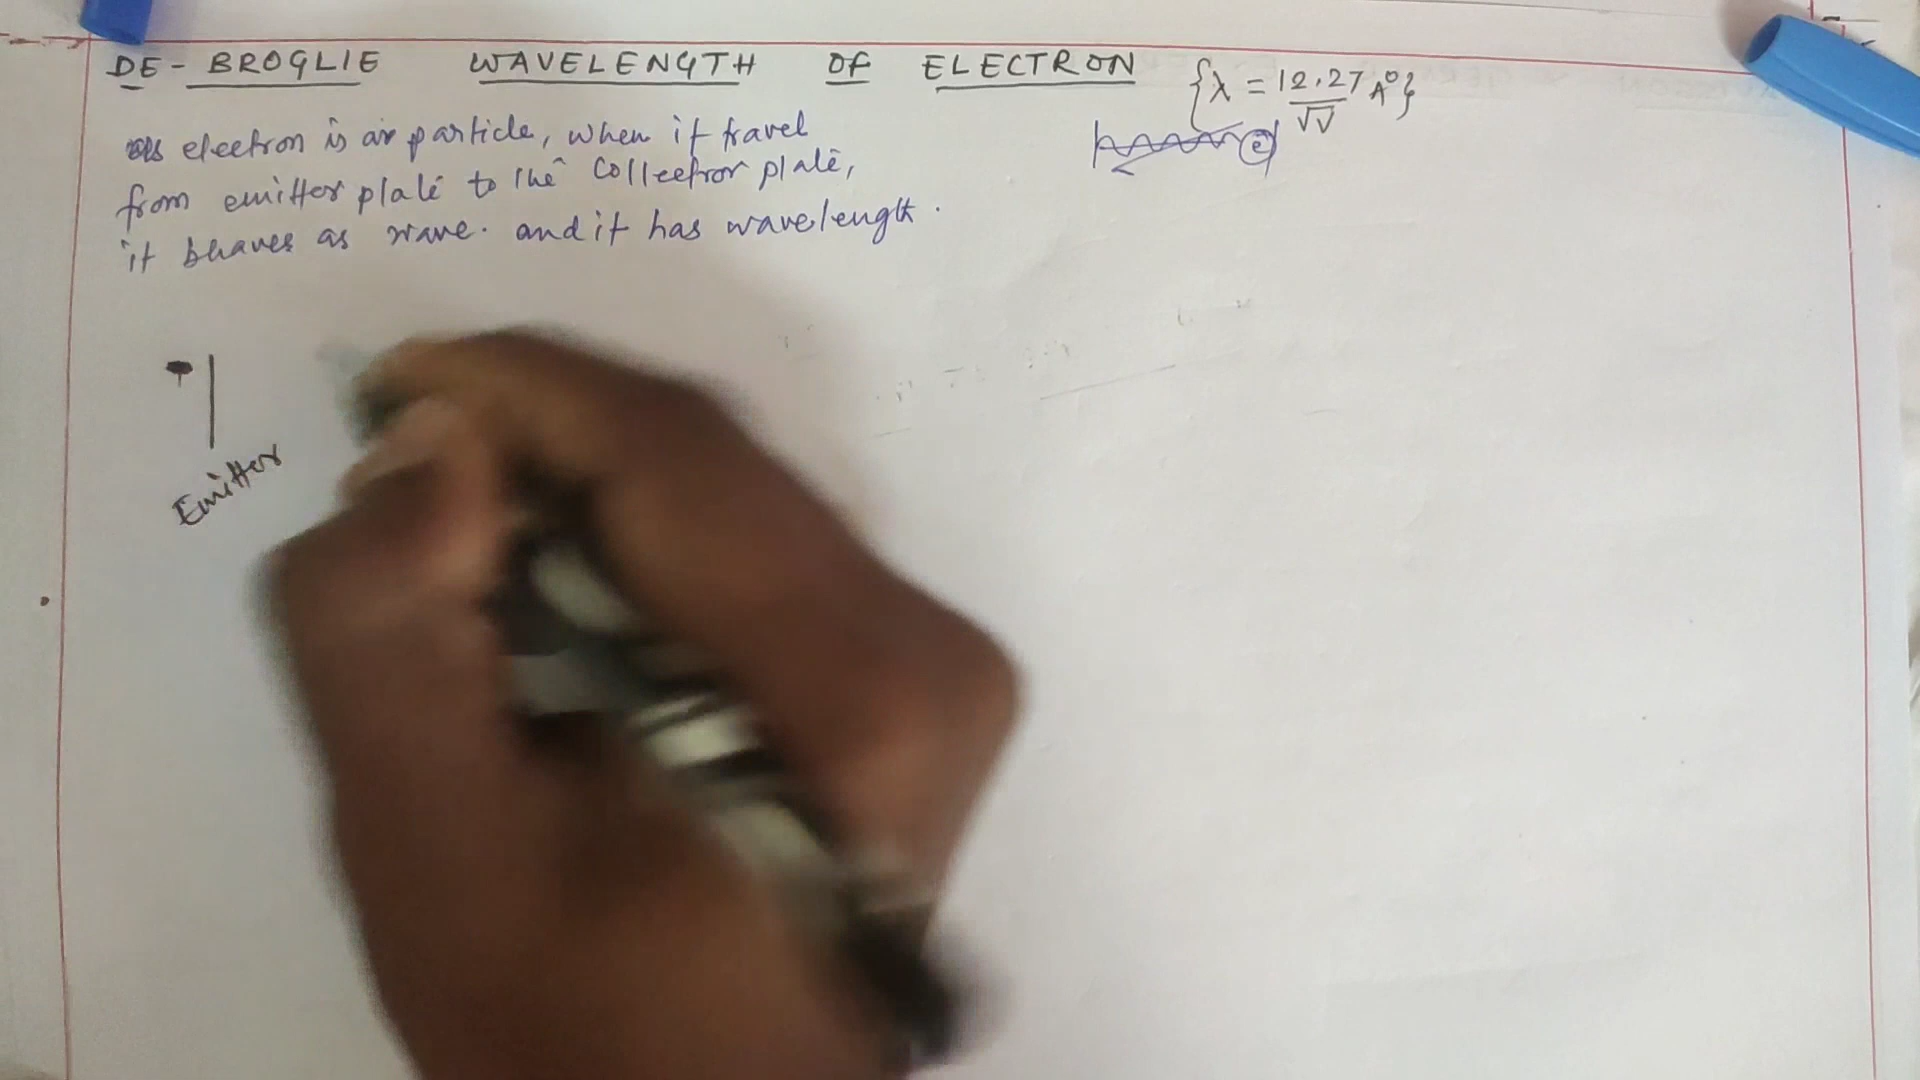 DE-BROGLIE WAVELENGTH OF ELECTRON {λ = 12.27/√V A°}
electron is an particle, when it travel
from emitter plate to the Collector plate,
it bhaves as wave. and it has wavelength.
e
Emitter